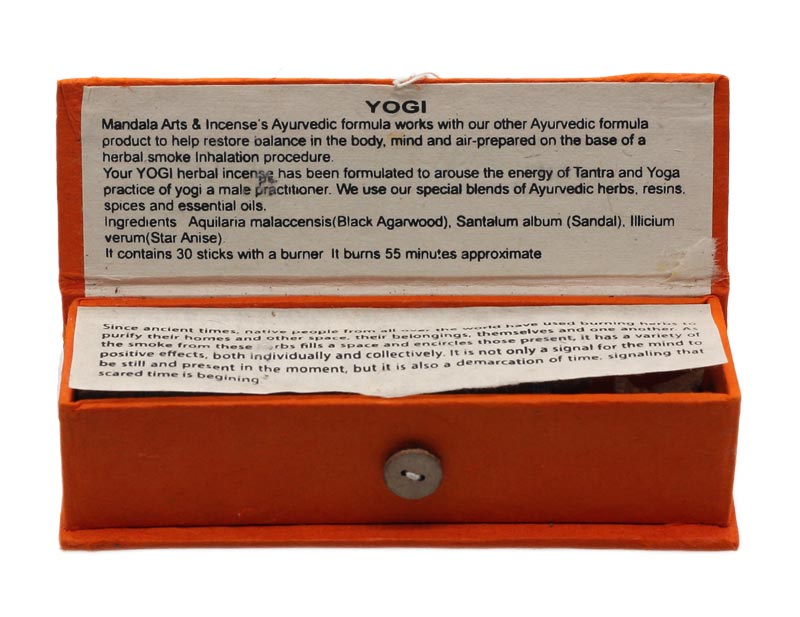 YOGI
Mandala Arts & Incense's Ayurvedic formula works with our other Ayurvedic formula
product to help restore balance in the body, mind and air-prepared on the base of a
herbal smoke Inhalation procedure.
Your YOGI herbal incense has been formulated to arouse the energy of Tantra and Yoga
practice of yogi a male practitioner. We use our special blends of Ayurvedic herbs, resins,
spices and essential oils.
Ingredients Aquilaria malaccensis(Black Agarwood), Santalum album (Sandal), Illicium
verum(Star Anise).
It contains 30 sticks with a burner It burns 55 minutes approximate
Since ancient times, native people from all over the world have used burning herbs to
purify their homes and other space, their belongings, themselves and one another. As
the smoke from these herbs fills a space and encircles those present, it has a variety of
positive effects, both individually and collectively. It is not only a signal for the mind to
be still and present in the moment, but it is also a demarcation of time, signaling that
scared time is begining.